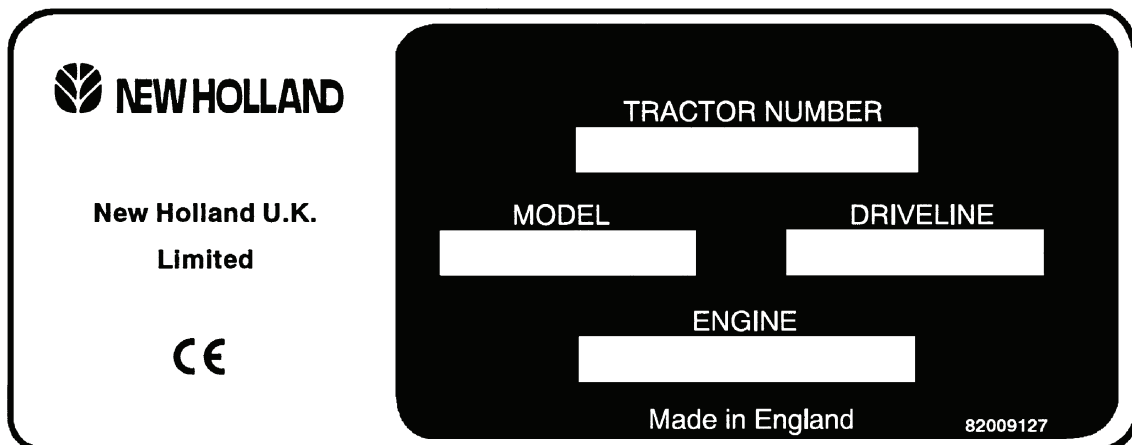 NEW HOLLAND
New Holland U.K.
Limited
CE
TRACTOR NUMBER
MODEL DRIVELINE
ENGINE
Made in England 82009127